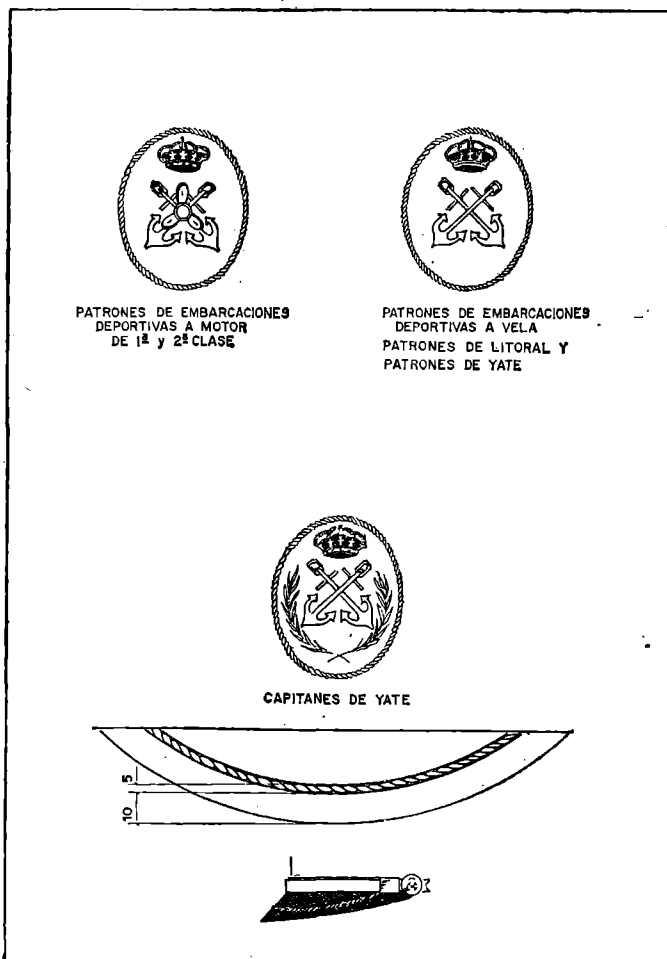 PATRONES DE EMBARCACIONES
DEPORTIVAS A MOTOR
DE 1ª y 2ª CLASE
PATRONES DE EMBARCACIONES
DEPORTIVAS A VELA
PATRONES DE LITORAL Y
PATRONES DE YATE
CAPITANES DE YATE
5
10